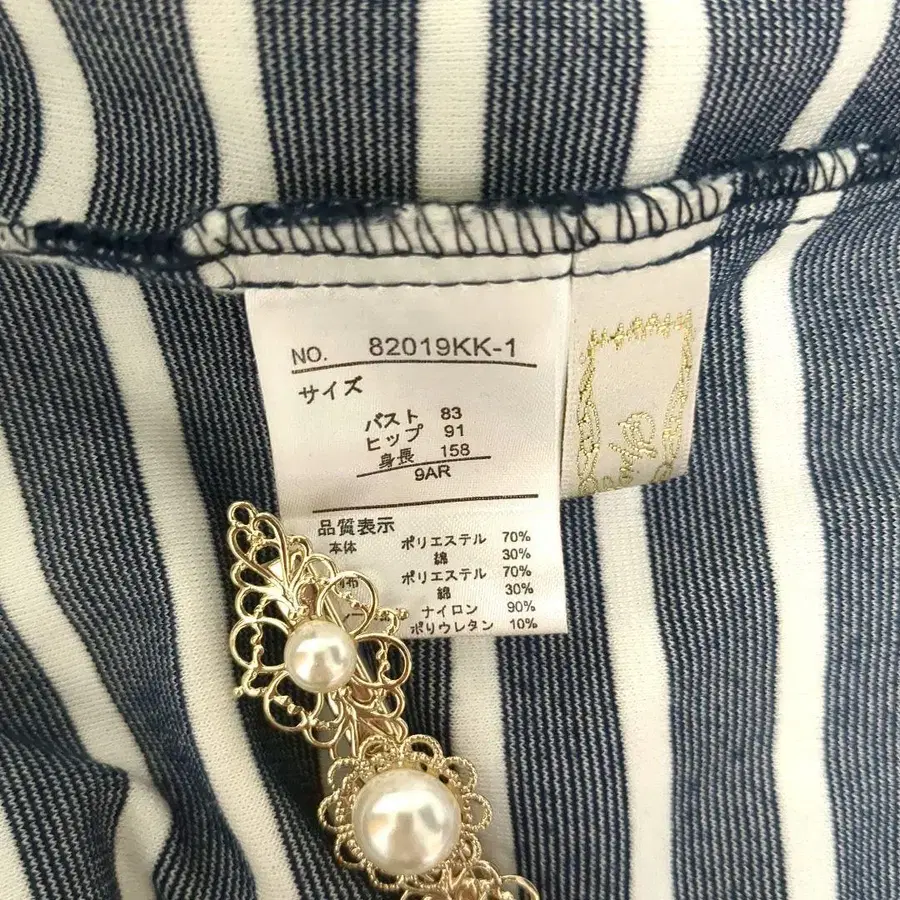 NO. 82019KK-1
サイズ
バスト 83
ヒップ 91
身長 158
9AR
品質表示
本体 ポリエステル 70%
綿 30%
布 ポリエステル 70%
綿 30%
ナイロン 90%
ポリウレタン 10%